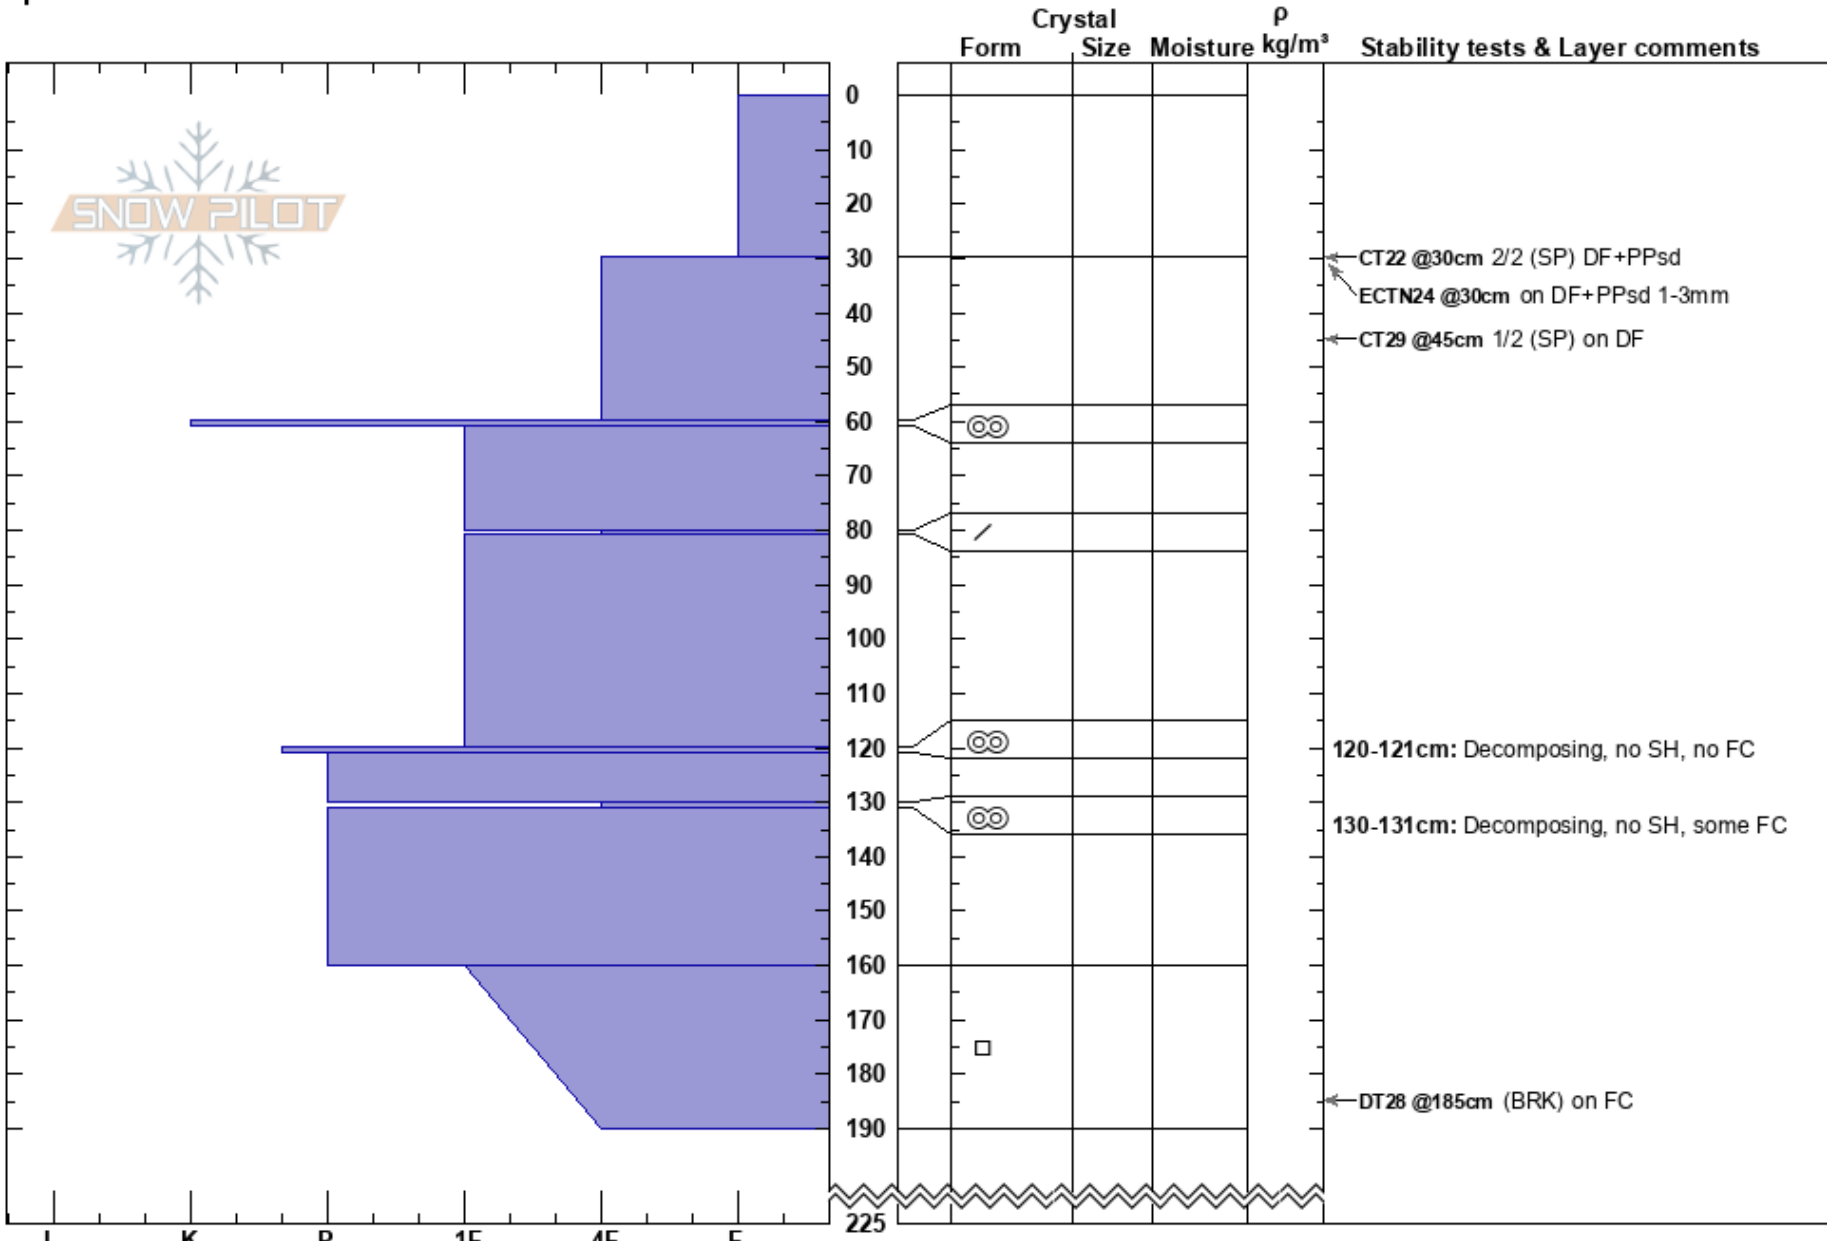 Crystal
ρ
Form Size Moisture kg/m³ Stability tests & Layer comments
SNOW PILOT
0
10
20
30
40
50
60
70
80
90
100
110
120
130
140
150
160
170
180
190
225
CT22 @30cm 2/2 (SP) DF+PPsd
ECTN24 @30cm on DF+PPsd 1-3mm
CT29 @45cm 1/2 (SP) on DF
120-121cm: Decomposing, no SH, no FC
130-131cm: Decomposing, no SH, some FC
DT28 @185cm (BRK) on FC
I K P 1F 4F F